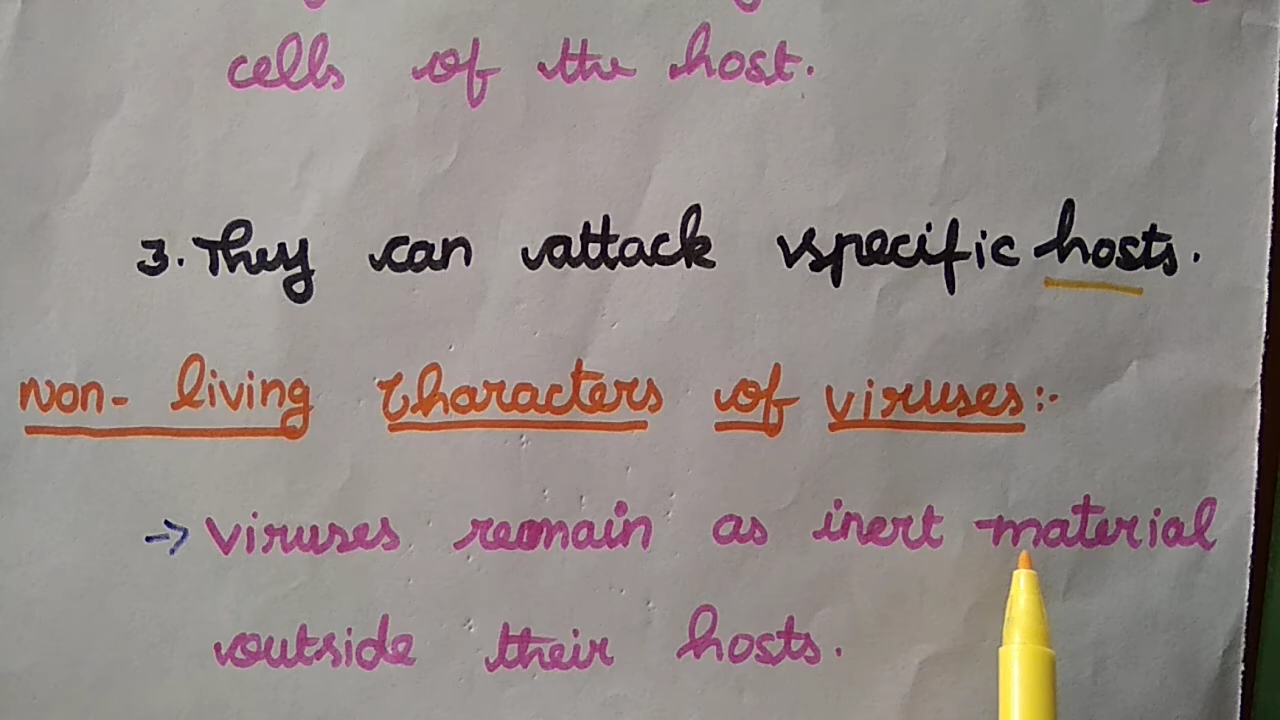 cells of the host.
3. They can attack specific hosts.
Non- living Characters of viruses:-
-> Viruses remain as inert material
outside their hosts.